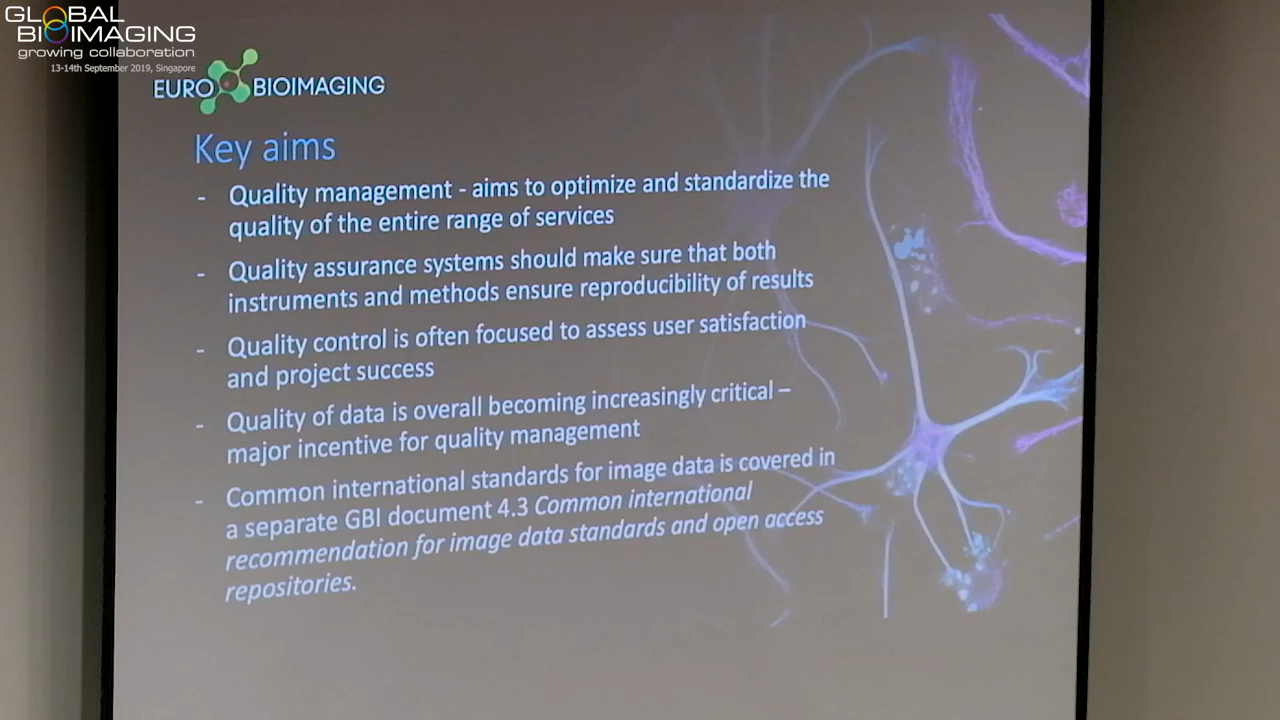 GLOBAL
BIOIMAGING
growing collaboration
13-14th September 2019, Singapore
EURO BIOIMAGING
Key aims
- Quality management - aims to optimize and standardize the
quality of the entire range of services
- Quality assurance systems should make sure that both
instruments and methods ensure reproducibility of results
- Quality control is often focused to assess user satisfaction
and project success
- Quality of data is overall becoming increasingly critical –
major incentive for quality management
- Common international standards for image data is covered in
a separate GBI document 4.3 Common international
recommendation for image data standards and open access
repositories.